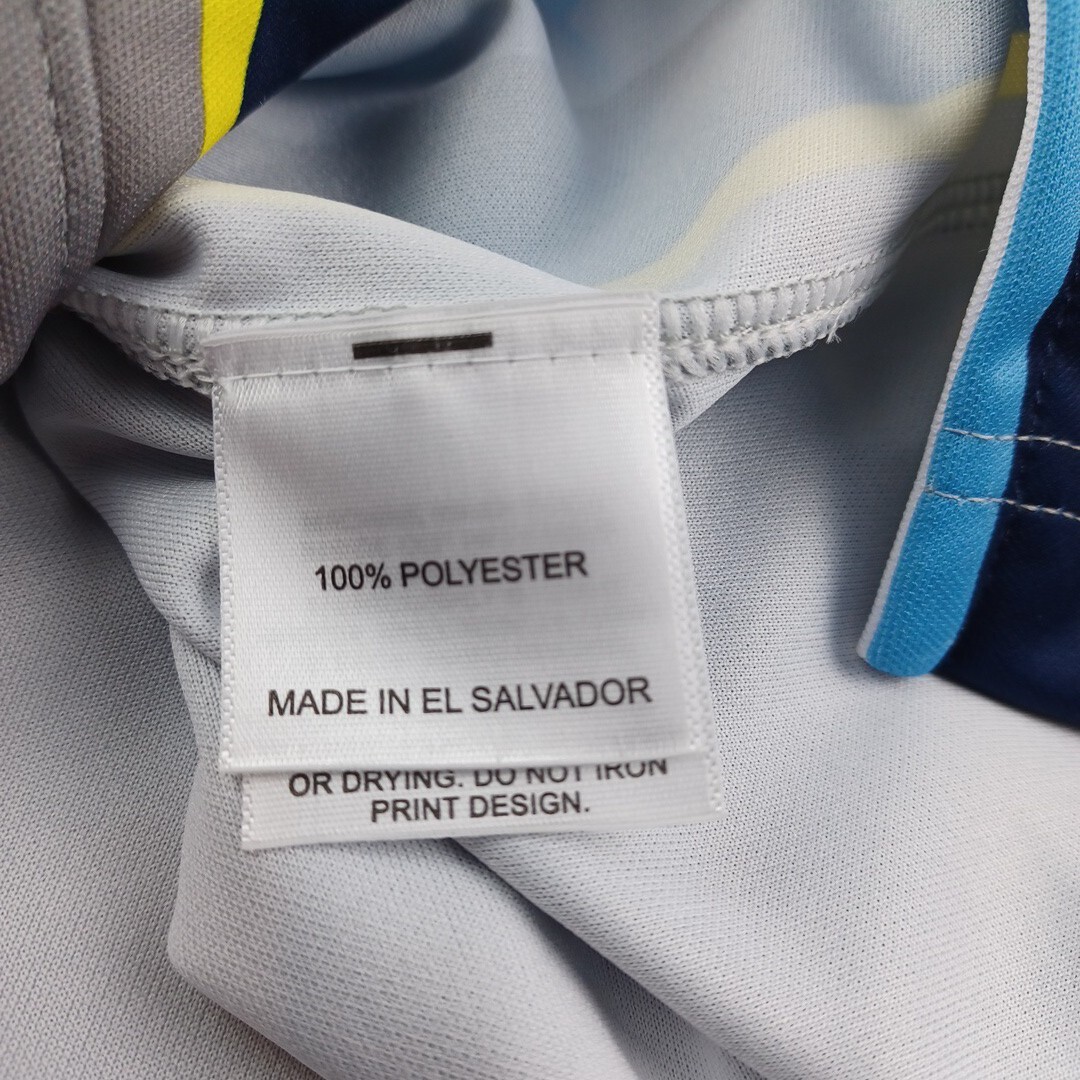 100% POLYESTER
MADE IN EL SALVADOR
OR DRYING. DO NOT IRON
PRINT DESIGN.